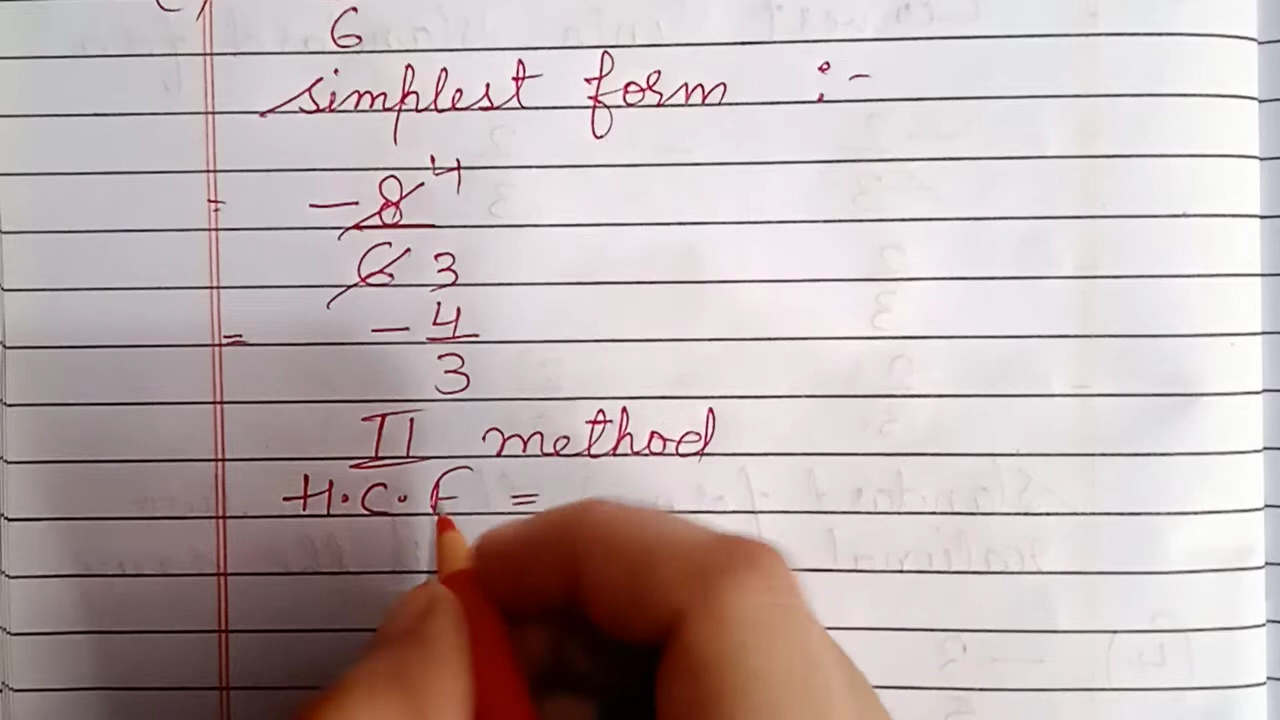 6
simplest form :-
= -8 4
6 3
= - 4
3
II method
H.C.F =